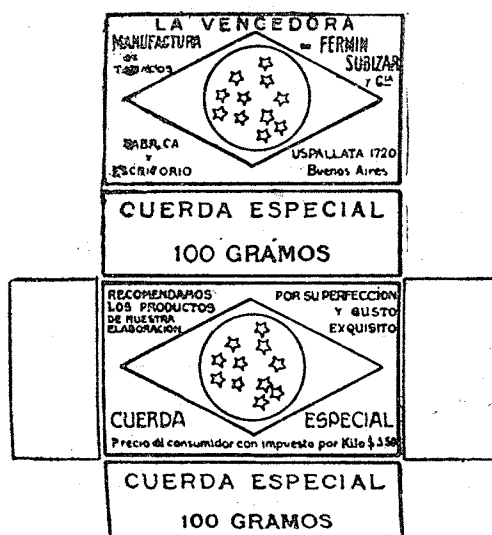 LA VENCEDORA
MANUFACTURA
DE
TABACOS
DE FERMIN
SUBIZAR
Y Cía
FABRICA
Y
ESCRITORIO
USPALLATA 1720
Buenos Aires
CUERDA ESPECIAL
100 GRAMOS
RECOMENDAMOS
LOS PRODUCTOS
DE NUESTRA
ELABORACION
POR SU PERFECCION
Y GUSTO
EXQUISITO
CUERDA ESPECIAL
Precio al consumidor con impuesto por Kilo $ 3.50
CUERDA ESPECIAL
100 GRAMOS